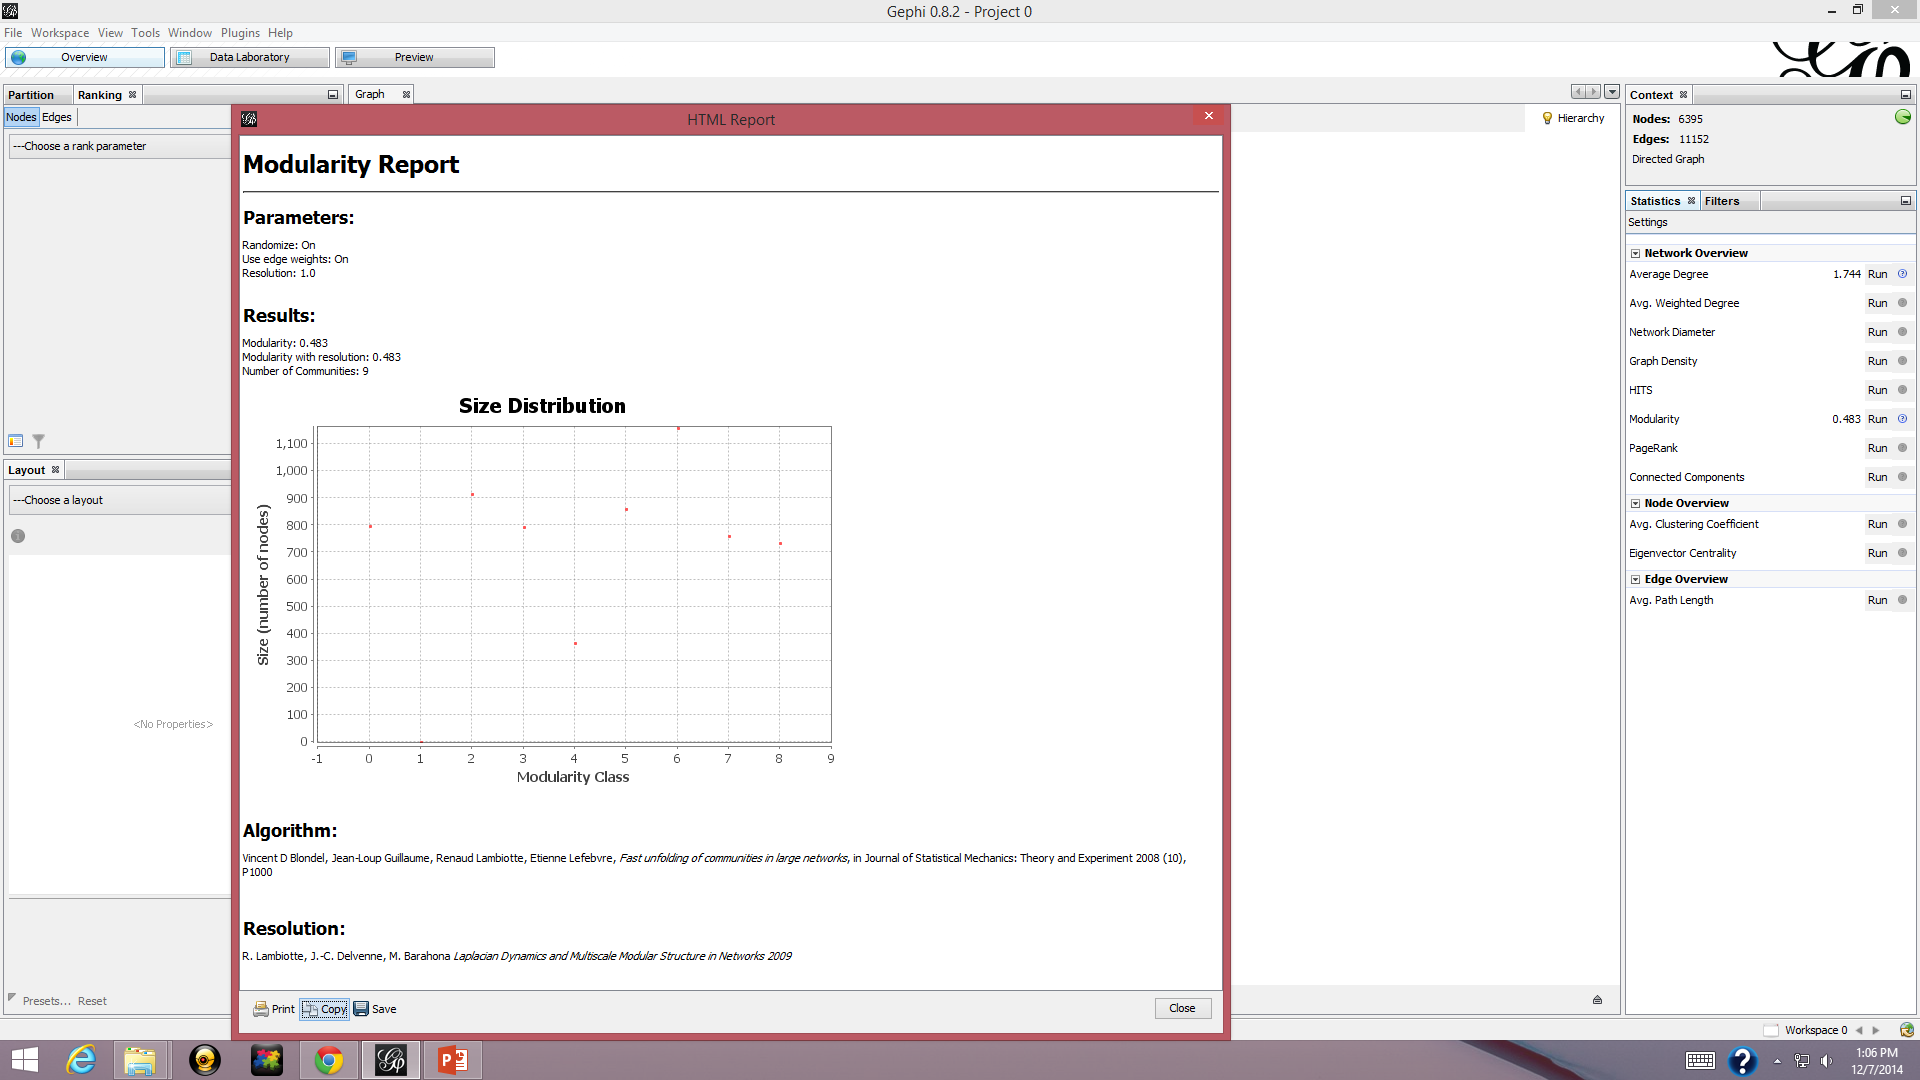 Gephi 0.8.2 - Project 0
File Workspace View Tools Window Plugins Help
Overview Data Laboratory Preview
Partition Ranking Graph
Nodes Edges
---Choose a rank parameter
Layout
---Choose a layout
<No Properties>
Presets... Reset
HTML Report
Modularity Report
Parameters:
Randomize: On
Use edge weights: On
Resolution: 1.0
Results:
Modularity: 0.483
Modularity with resolution: 0.483
Number of Communities: 9
Size Distribution
Size (number of nodes)
1,100
1,000
900
800
700
600
500
400
300
200
100
0
-1 0 1 2 3 4 5 6 7 8 9
Modularity Class
Algorithm:
Vincent D Blondel, Jean-Loup Guillaume, Renaud Lambiotte, Etienne Lefebvre, Fast unfolding of communities in large networks, in Journal of Statistical Mechanics: Theory and Experiment 2008 (10),
P1000
Resolution:
R. Lambiotte, J.-C. Delvenne, M. Barahona Laplacian Dynamics and Multiscale Modular Structure in Networks 2009
Print Copy Save Close
Hierarchy
Context
Nodes: 6395
Edges: 11152
Directed Graph
Statistics Filters
Settings
Network Overview
Average Degree 1.744 Run
Avg. Weighted Degree Run
Network Diameter Run
Graph Density Run
HITS Run
Modularity 0.483 Run
PageRank Run
Connected Components Run
Node Overview
Avg. Clustering Coefficient Run
Eigenvector Centrality Run
Edge Overview
Avg. Path Length Run
Workspace 0
1:06 PM
12/7/2014